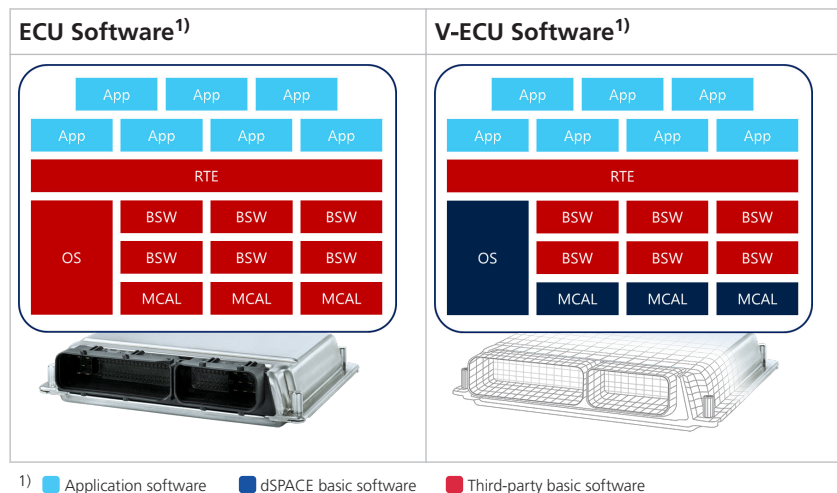 ECU Software1)
V-ECU Software1)
App App App
App App App App
RTE
BSW BSW BSW
OS BSW BSW BSW
MCAL MCAL MCAL
App App App
App App App App
RTE
BSW BSW BSW
OS BSW BSW BSW
MCAL MCAL MCAL
1) Application software dSPACE basic software Third-party basic software